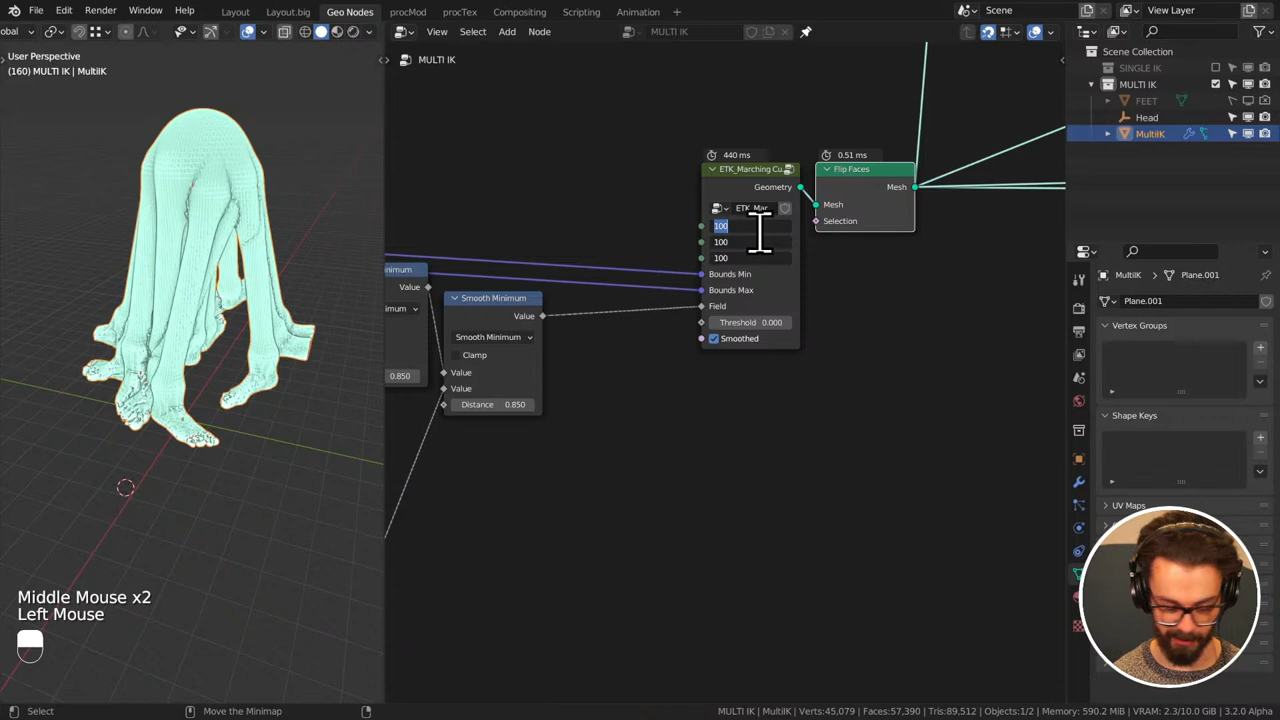 File Edit Render Window Help Layout Layout.big Geo Nodes procMod procTex Compositing Scripting Animation + Scene View Layer
obal View Select Add Node MULTI IK
User Perspective
(160) MULTI IK | MultiIK
MULTI IK
Scene Collection
SINGLE IK
MULTI IK
FEET
Head
MultiIK
440 ms
0.51 ms
ETK_Marching Cu..
Flip Faces
Geometry
Mesh
ETK_Mar
Mesh
100
Selection
100
100
Bounds Min
Bounds Max
Field
Threshold 0.000
Smoothed
inimum
Value
mum
0.850
Smooth Minimum
Value
Smooth Minimum
Clamp
Value
Value
Distance 0.850
MultiIK Plane.001
Plane.001
Vertex Groups
Shape Keys
UV Maps
Middle Mouse x2
Left Mouse
Select Move the Minimap MULTI IK | MultiIK | Verts:45,079 | Faces:57,390 | Tris:89,512 | Objects:1/2 | Memory: 590.2 MiB | VRAM: 2.3/10.0 GiB | 3.2.0 Alpha